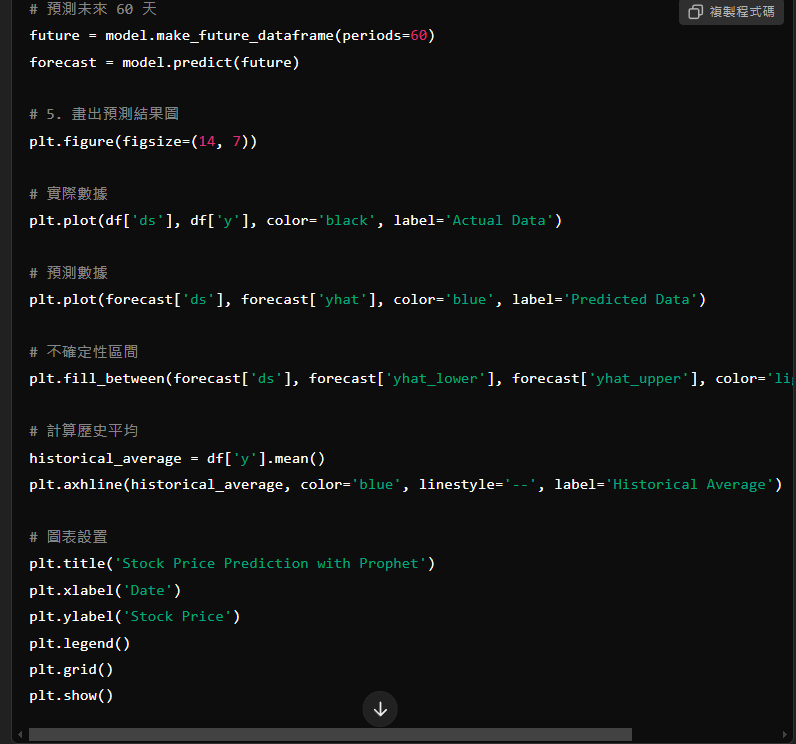 複製程式碼
# 預測未來 60 天
future = model.make_future_dataframe(periods=60)
forecast = model.predict(future)
# 5. 畫出預測結果圖
plt.figure(figsize=(14, 7))
# 實際數據
plt.plot(df['ds'], df['y'], color='black', label='Actual Data')
# 預測數據
plt.plot(forecast['ds'], forecast['yhat'], color='blue', label='Predicted Data')
# 不確定性區間
plt.fill_between(forecast['ds'], forecast['yhat_lower'], forecast['yhat_upper'], color='li
# 計算歷史平均
historical_average = df['y'].mean()
plt.axhline(historical_average, color='blue', linestyle='--', label='Historical Average')
# 圖表設置
plt.title('Stock Price Prediction with Prophet')
plt.xlabel('Date')
plt.ylabel('Stock Price')
plt.legend()
plt.grid()
plt.show()